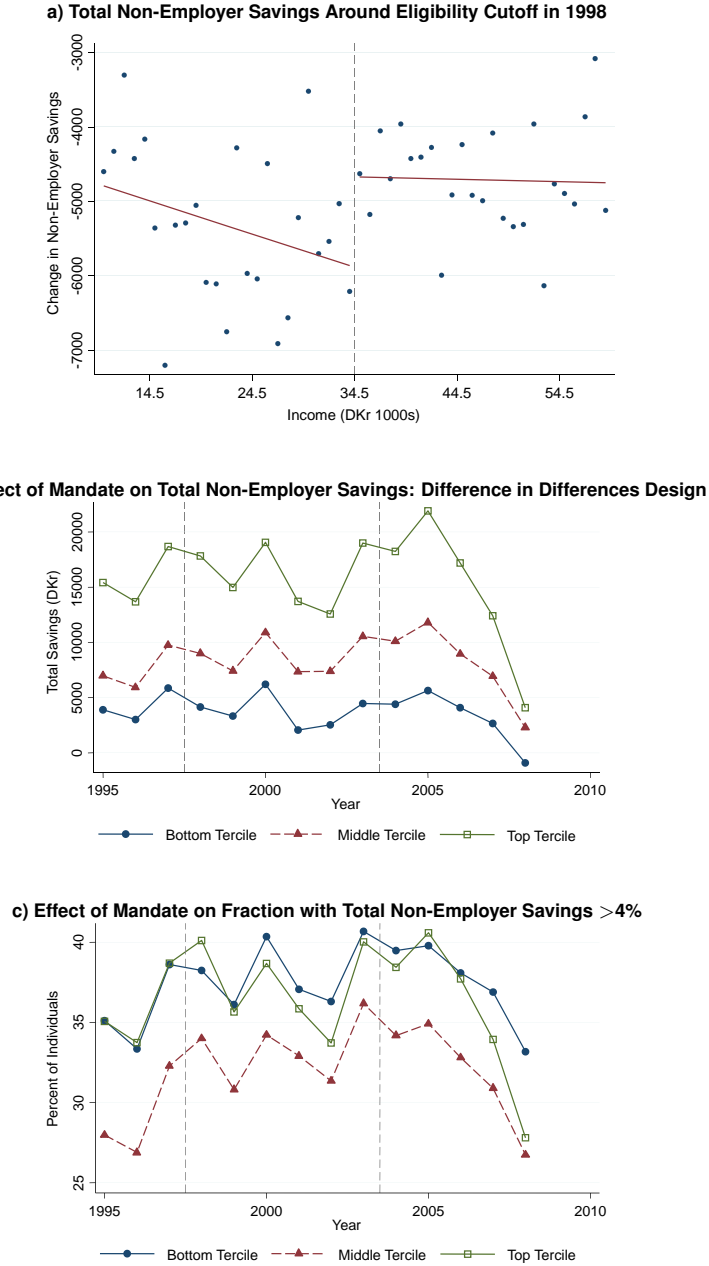 a) Total Non-Employer Savings Around Eligibility Cutoff in 1998
Change in Non-Employer Savings
-3000
-4000
-5000
-6000
-7000
14.5 24.5 34.5 44.5 54.5
Income (DKr 1000s)
ect of Mandate on Total Non-Employer Savings: Difference in Differences Design
Total Savings (DKr)
20000
15000
10000
5000
0
1995 2000 2005 2010
Year
Bottom Tercile Middle Tercile Top Tercile
c) Effect of Mandate on Fraction with Total Non-Employer Savings >4%
Percent of Individuals
40
35
30
25
1995 2000 2005 2010
Year
Bottom Tercile Middle Tercile Top Tercile